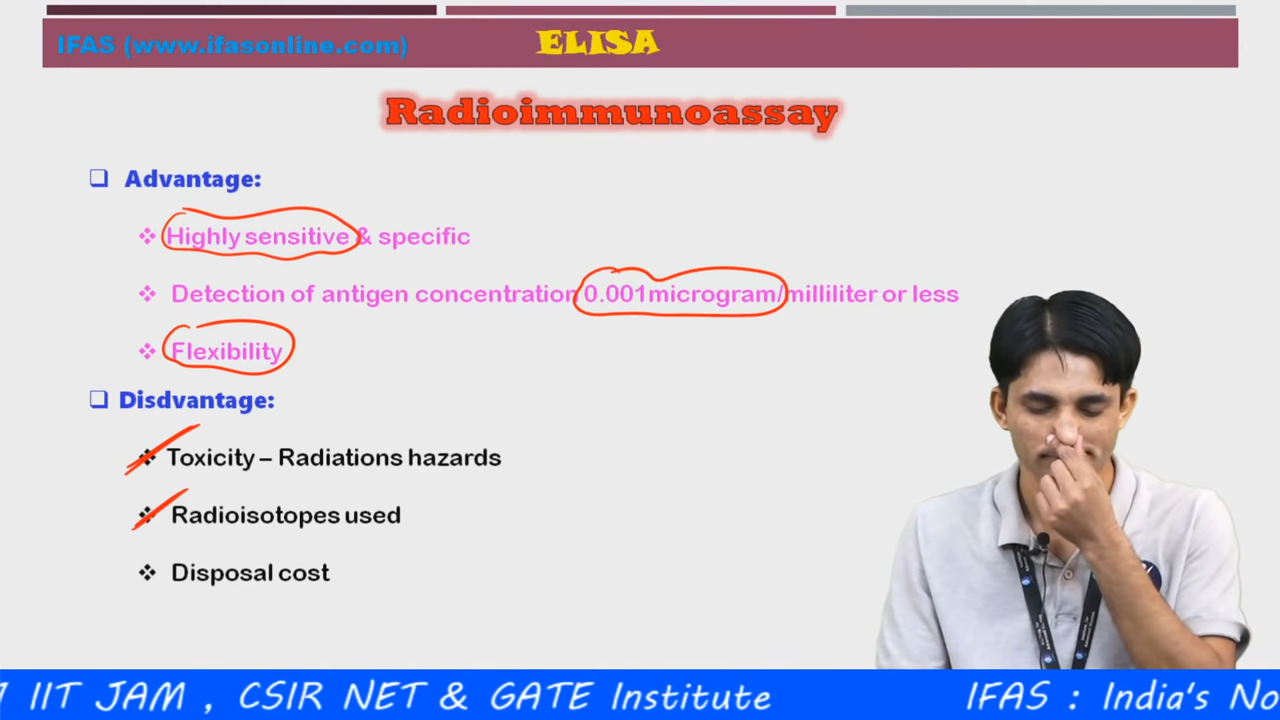 IFAS (www.ifasonline.com)
ELISA
Radioimmunoassay
Advantage:
Highly sensitive & specific
Detection of antigen concentration 0.001microgram/milliliter or less
Flexibility
Disdvantage:
Toxicity – Radiations hazards
Radioisotopes used
Disposal cost
IIT JAM , CSIR NET & GATE Institute IFAS : India's No